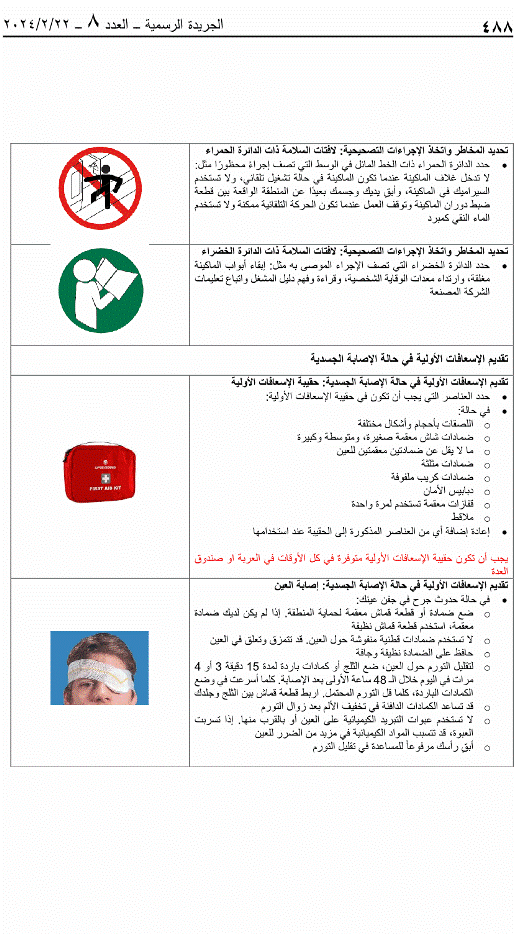 ٤٨٨
الجريدة الرسمية – العدد ٨ – ٢٠٢٤/٢/٢٢
تحديد المخاطر واتخاذ الإجراءات التصحيحية: لافتات السلامة ذات الدائرة الحمراء
• حدد الدائرة الحمراء ذات الخط المائل في الوسط التي تصف إجراءً محظورًا مثل:
لا تدخل غلاف الماكينة عندما تكون الماكينة في حالة تشغيل تلقائي، ولا تستخدم
السيراميك في الماكينة، وأبق يديك وجسمك بعيدًا عن المنطقة الواقعة بين قطعة
ضبط دوران الماكينة وتوقف العمل عندما تكون الحركة التلقائية ممكنة ولا تستخدم
الماء النقي كمبرد
تحديد المخاطر واتخاذ الإجراءات التصحيحية: لافتات السلامة ذات الدائرة الخضراء
• حدد الدائرة الخضراء التي تصف الإجراء الموصى به مثل: إبقاء أبواب الماكينة
مغلقة، وارتداء معدات الوقاية الشخصية، وقراءة وفهم دليل المشغل واتباع تعليمات
الشركة المصنعة
تقديم الإسعافات الأولية في حالة الإصابة الجسدية
تقديم الإسعافات الأولية في حالة الإصابة الجسدية: حقيبة الإسعافات الأولية
• حدد العناصر التي يجب أن تكون في حقيبة الإسعافات الأولية:
• في حالة:
o اللصقات بأحجام وأشكال مختلفة
o ضمادات شاش معقمة صغيرة، ومتوسطة وكبيرة
o ما لا يقل عن ضمادتين معقمتين للعين
o ضمادات مثلثة
o ضمادات كريب ملفوفة
o دبابيس الأمان
o قفازات معقمة تستخدم لمرة واحدة
o ملاقط
• إعادة إضافة أي من العناصر المذكورة إلى الحقيبة عند استخدامها
يجب أن تكون حقيبة الإسعافات الأولية متوفرة في كل الأوقات في العربة او صندوق
العدة
FIRST AID KIT
تقديم الإسعافات الأولية في حالة الإصابة الجسدية: إصابة العين
• في حالة حدوث جرح في جفن عينك:
o ضع ضمادة أو قطعة قماش معقمة لحماية المنطقة. إذا لم يكن لديك ضمادة
معقمة، استخدم قطعة قماش نظيفة
o لا تستخدم ضمادات قطنية منفوشة حول العين. قد تتمزق وتعلق في العين
o حافظ على الضمادة نظيفة وجافة
o لتقليل التورم حول العين، ضع الثلج أو كمادات باردة لمدة 15 دقيقة 3 أو 4
مرات في اليوم خلال الـ 48 ساعة الأولى بعد الإصابة. كلما أسرعت في وضع
الكمادات الباردة، كلما قل التورم المحتمل. اربط قطعة قماش بين الثلج وجلدك
o قد تساعد الكمادات الدافئة في تخفيف الألم بعد زوال التورم
o لا تستخدم عبوات التبريد الكيميائية على العين أو بالقرب منها. إذا تسربت
العبوة، قد تتسبب المواد الكيميائية في مزيد من الضرر للعين
o أبقِ رأسك مرفوعاً للمساعدة في تقليل التورم